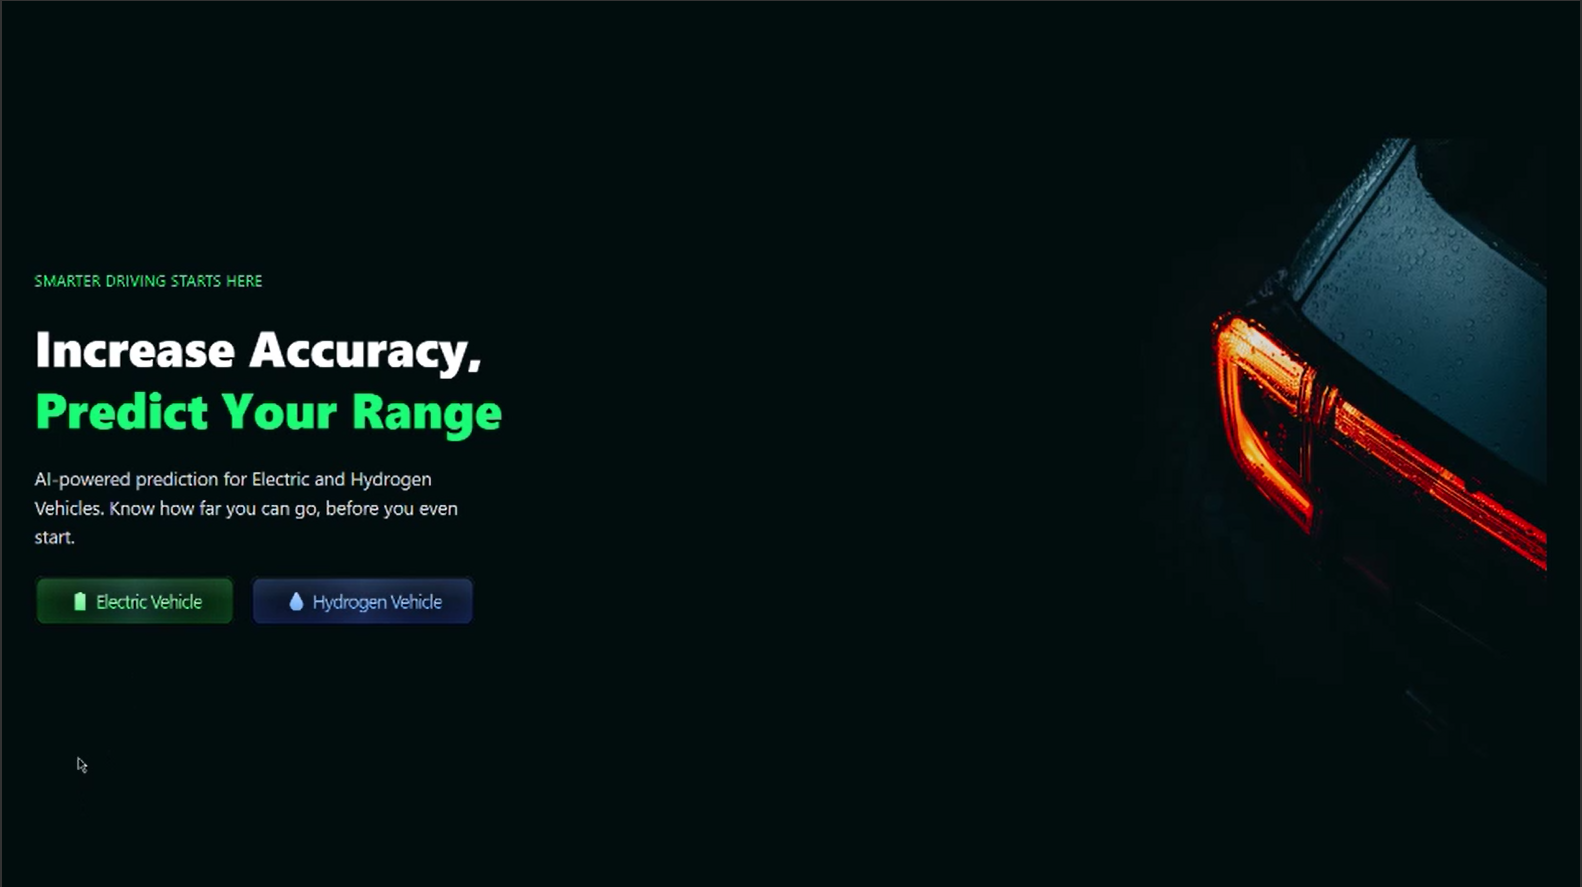 SMARTER DRIVING STARTS HERE
Increase Accuracy,
Predict Your Range
AI-powered prediction for Electric and Hydrogen
Vehicles. Know how far you can go, before you even
start.
Electric Vehicle
Hydrogen Vehicle